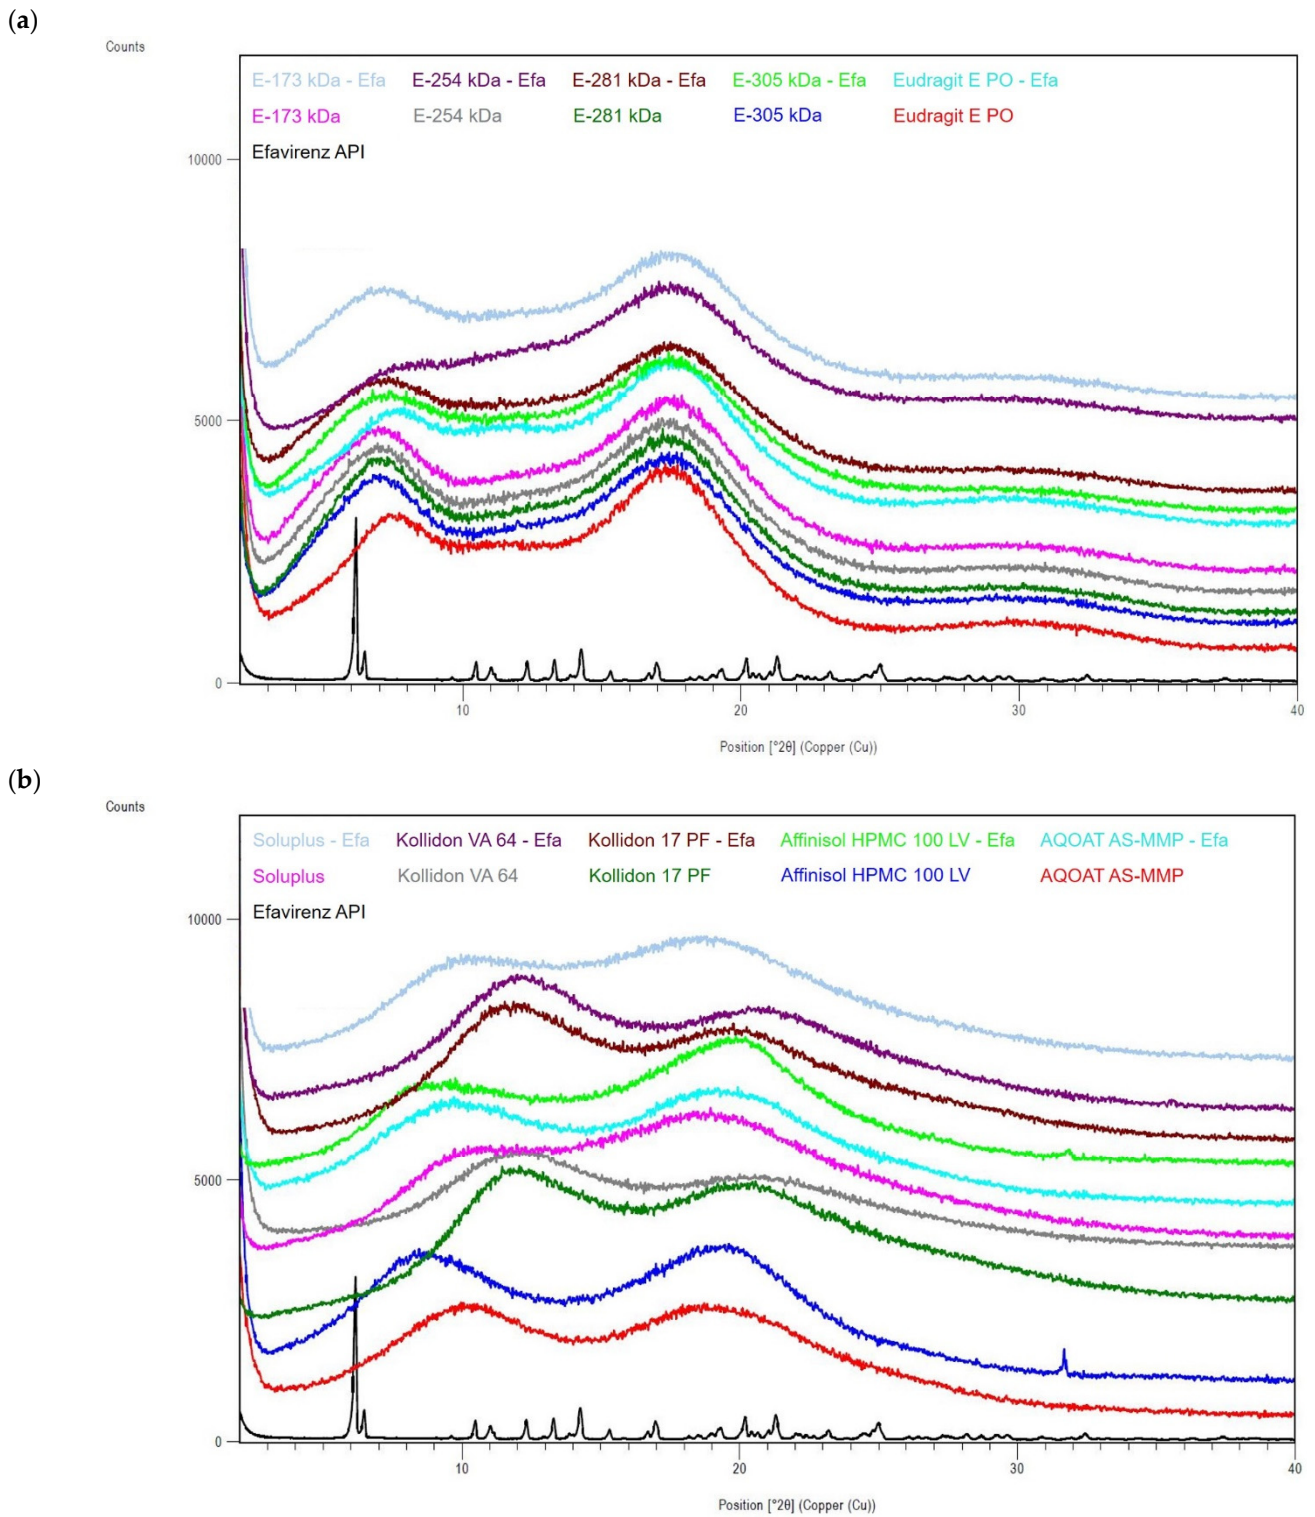 (a)
Counts
E-173 kDa - Efa E-254 kDa - Efa E-281 kDa - Efa E-305 kDa - Efa Eudragit E PO - Efa
E-173 kDa E-254 kDa E-281 kDa E-305 kDa Eudragit E PO
Efavirenz API
10000
5000
0
10 20 30 40
Position [°2θ] (Copper (Cu))
(b)
Counts
Soluplus - Efa Kollidon VA 64 - Efa Kollidon 17 PF - Efa Affinisol HPMC 100 LV - Efa AQOAT AS-MMP - Efa
Soluplus Kollidon VA 64 Kollidon 17 PF Affinisol HPMC 100 LV AQOAT AS-MMP
Efavirenz API
10000
5000
0
10 20 30 40
Position [°2θ] (Copper (Cu))